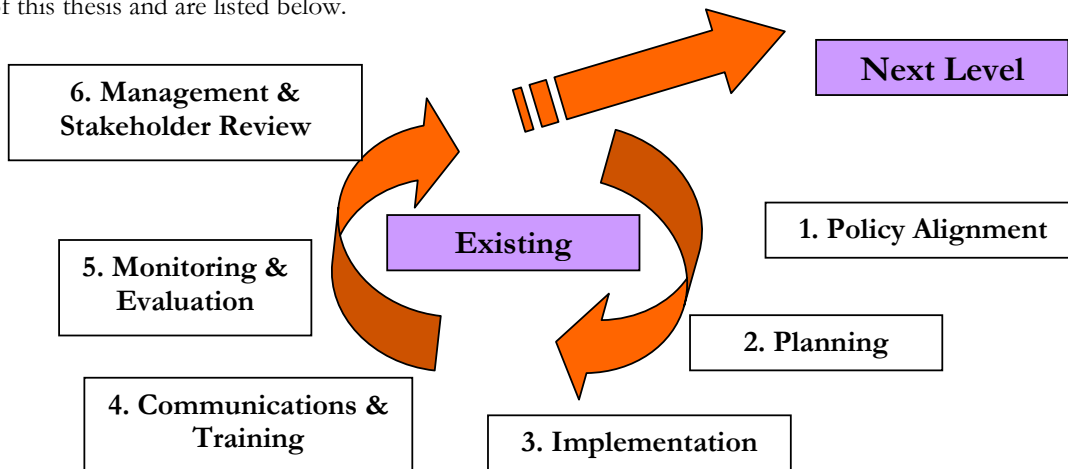 of this thesis and are listed below.
Next Level
6. Management &
Stakeholder Review
1. Policy Alignment
Existing
5. Monitoring &
Evaluation
2. Planning
4. Communications &
Training
3. Implementation